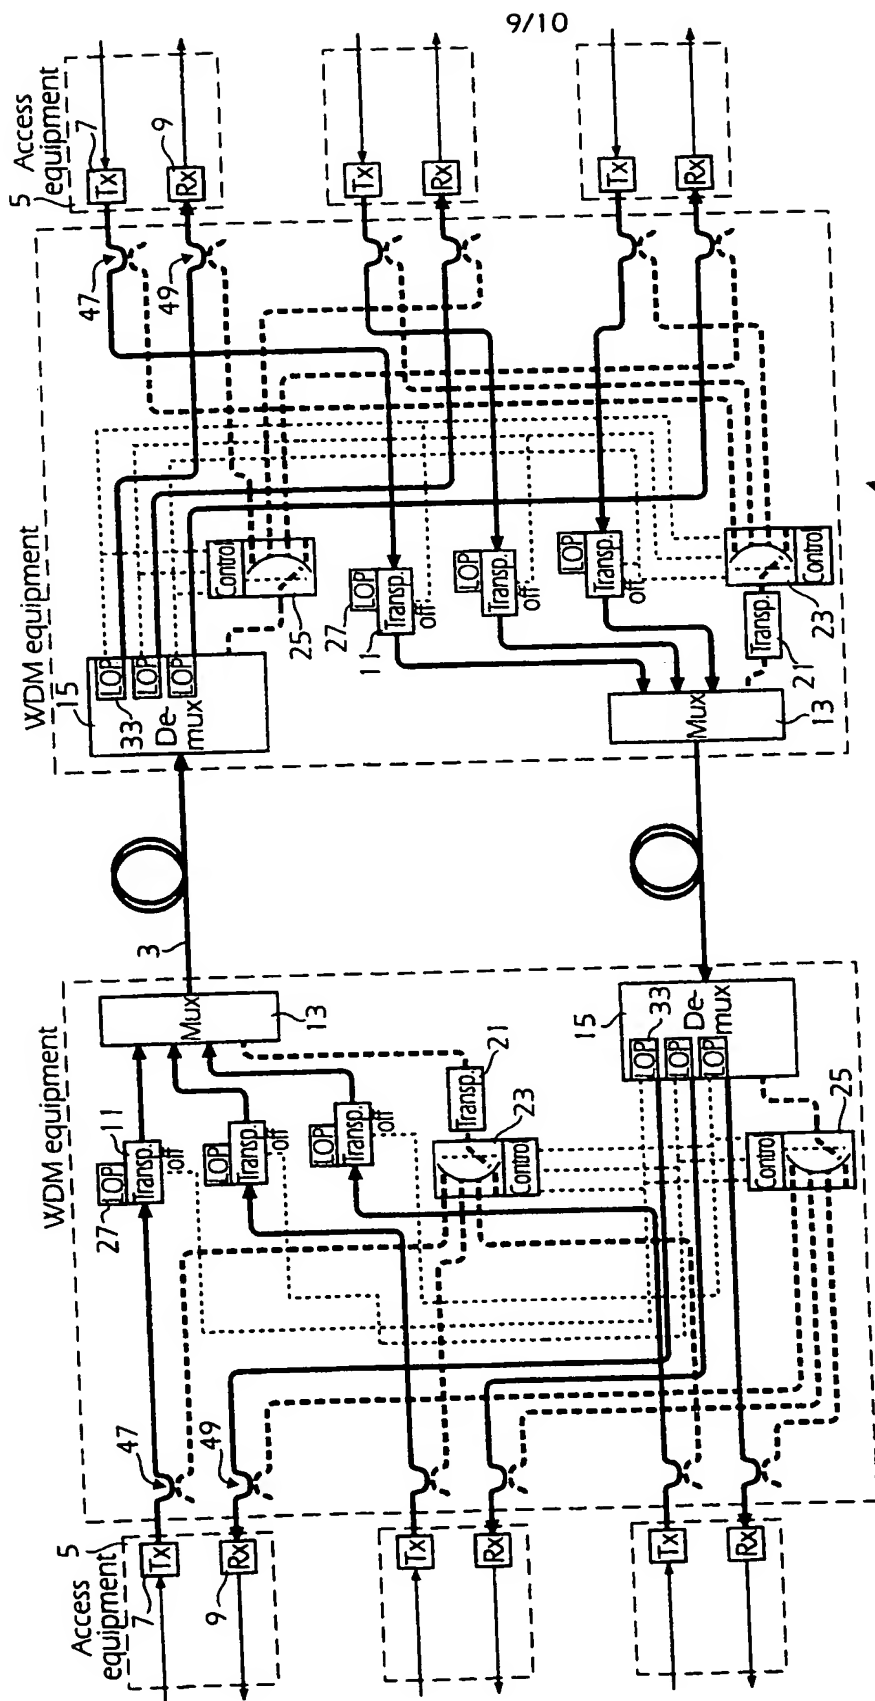 9/10
5
Access
equipment
7
Tx
9
Rx
Tx
Rx
Tx
Rx
47
49
WDM equipment
15
LOP
LOP
LOP
33
De-
mux
Control
25
27
LOP
11
Transp.
off
LOP
Transp.
off
LOP
Transp.
off
Control
23
Transp.
21
Mux
13
3
WDM equipment
Mux
13
27
LOP
11
Transp.
off
LOP
Transp.
off
LOP
Transp.
off
Transp.
21
23
Control
15
LOP
33
LOP
LOP
De-
mux
Control
25
47
49
Access
equipment
5
7
Tx
9
Rx
Tx
Rx
Tx
Rx